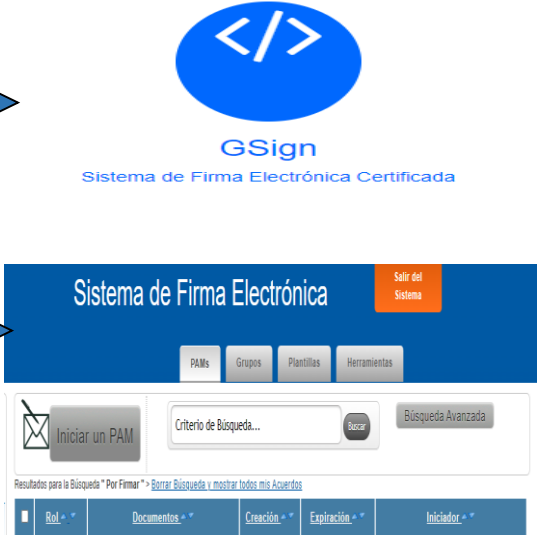 </>
GSign
Sistema de Firma Electrónica Certificada
Sistema de Firma Electrónica
Salir del
Sistema
PAMs Grupos Plantillas Herramientas
Iniciar un PAM
Criterio de Búsqueda... Buscar Búsqueda Avanzada
Resultados para la Búsqueda " Por Firmar " > Borrar Búsqueda y mostrar todos mis Acuerdos
Rol Documentos Creación Expiración Iniciador